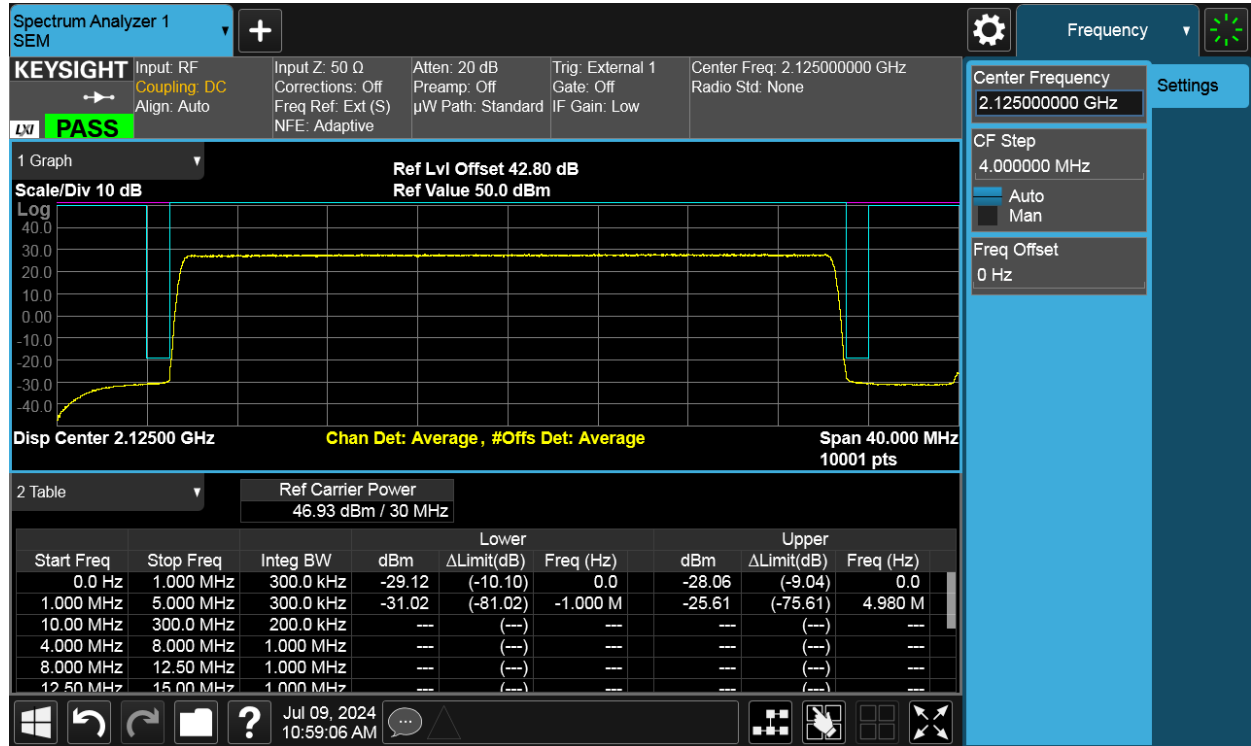 Spectrum Analyzer 1
SEM
Frequency
KEYSIGHT
Input: RF
Coupling: DC
Align: Auto
Input Z: 50 Ω
Corrections: Off
Freq Ref: Ext (S)
NFE: Adaptive
Atten: 20 dB
Preamp: Off
µW Path: Standard
Trig: External 1
Gate: Off
IF Gain: Low
Center Freq: 2.125000000 GHz
Radio Std: None
LXI
PASS
Center Frequency
2.125000000 GHz
Settings
CF Step
4.000000 MHz
Auto
Man
Freq Offset
0 Hz
1 Graph
Ref Lvl Offset 42.80 dB
Scale/Div 10 dB
Ref Value 50.0 dBm
Log
40.0
30.0
20.0
10.0
0.00
-10.0
-20.0
-30.0
-40.0
Disp Center 2.12500 GHz
Chan Det: Average , #Offs Det: Average
Span 40.000 MHz
10001 pts
2 Table
Ref Carrier Power
46.93 dBm / 30 MHz
Lower Upper
Start Freq Stop Freq Integ BW dBm ΔLimit(dB) Freq (Hz) dBm ΔLimit(dB) Freq (Hz)
0.0 Hz 1.000 MHz 300.0 kHz -29.12 (-10.10) 0.0 -28.06 (-9.04) 0.0
1.000 MHz 5.000 MHz 300.0 kHz -31.02 (-81.02) -1.000 M -25.61 (-75.61) 4.980 M
10.00 MHz 300.0 MHz 200.0 kHz --- (---) --- --- (---) ---
4.000 MHz 8.000 MHz 1.000 MHz --- (---) --- --- (---) ---
8.000 MHz 12.50 MHz 1.000 MHz --- (---) --- --- (---) ---
12.50 MHz 15.00 MHz 1.000 MHz --- (---) --- --- (---) ---
Jul 09, 2024
10:59:06 AM